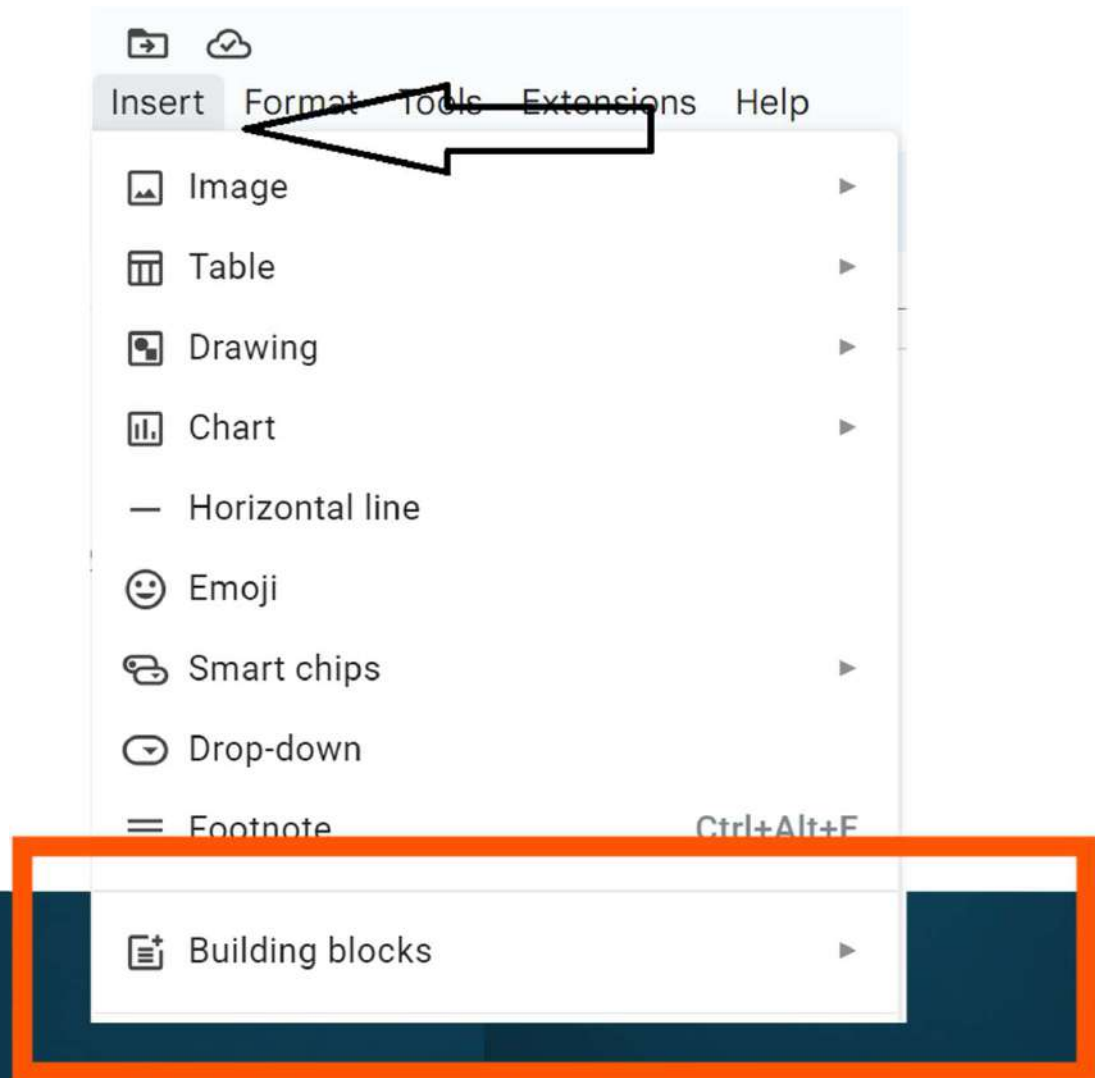 Insert Format Tools Extensions Help
Image
Table
Drawing
Chart
Horizontal line
Emoji
Smart chips
Drop-down
Footnote Ctrl+Alt+F
Building blocks